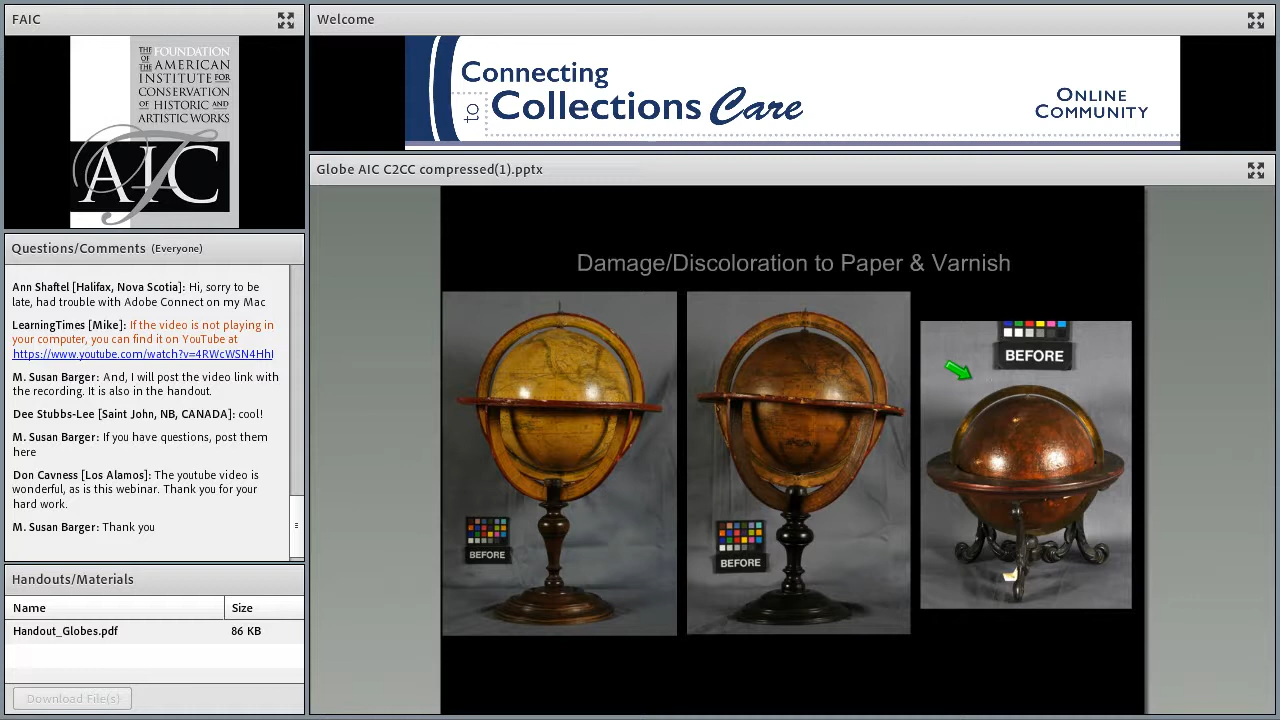 FAIC
THE FOUNDATION
OF THE AMERICAN
INSTITUTE FOR
CONSERVATION
OF HISTORIC AND
ARTISTIC WORKS
AIC
Welcome
Connecting
to Collections Care
ONLINE
COMMUNITY
Questions/Comments (Everyone)
Ann Shaftel [Halifax, Nova Scotia]: Hi, sorry to be
late, had trouble with Adobe Connect on my Mac
LearningTimes [Mike]: If the video is not playing in
your computer, you can find it on YouTube at
https://www.youtube.com/watch?v=4RWcWSN4HhI
M. Susan Barger: And, I will post the video link with
the recording. It is also in the handout.
Dee Stubbs-Lee [Saint John, NB, CANADA]: cool!
M. Susan Barger: If you have questions, post them
here
Don Cavness [Los Alamos]: The youtube video is
wonderful, as is this webinar. Thank you for your
hard work.
M. Susan Barger: Thank you
Handouts/Materials
Name Size
Handout_Globes.pdf 86 KB
Download File(s)
Globe AIC C2CC compressed(1).pptx
Damage/Discoloration to Paper & Varnish
BEFORE
BEFORE
BEFORE